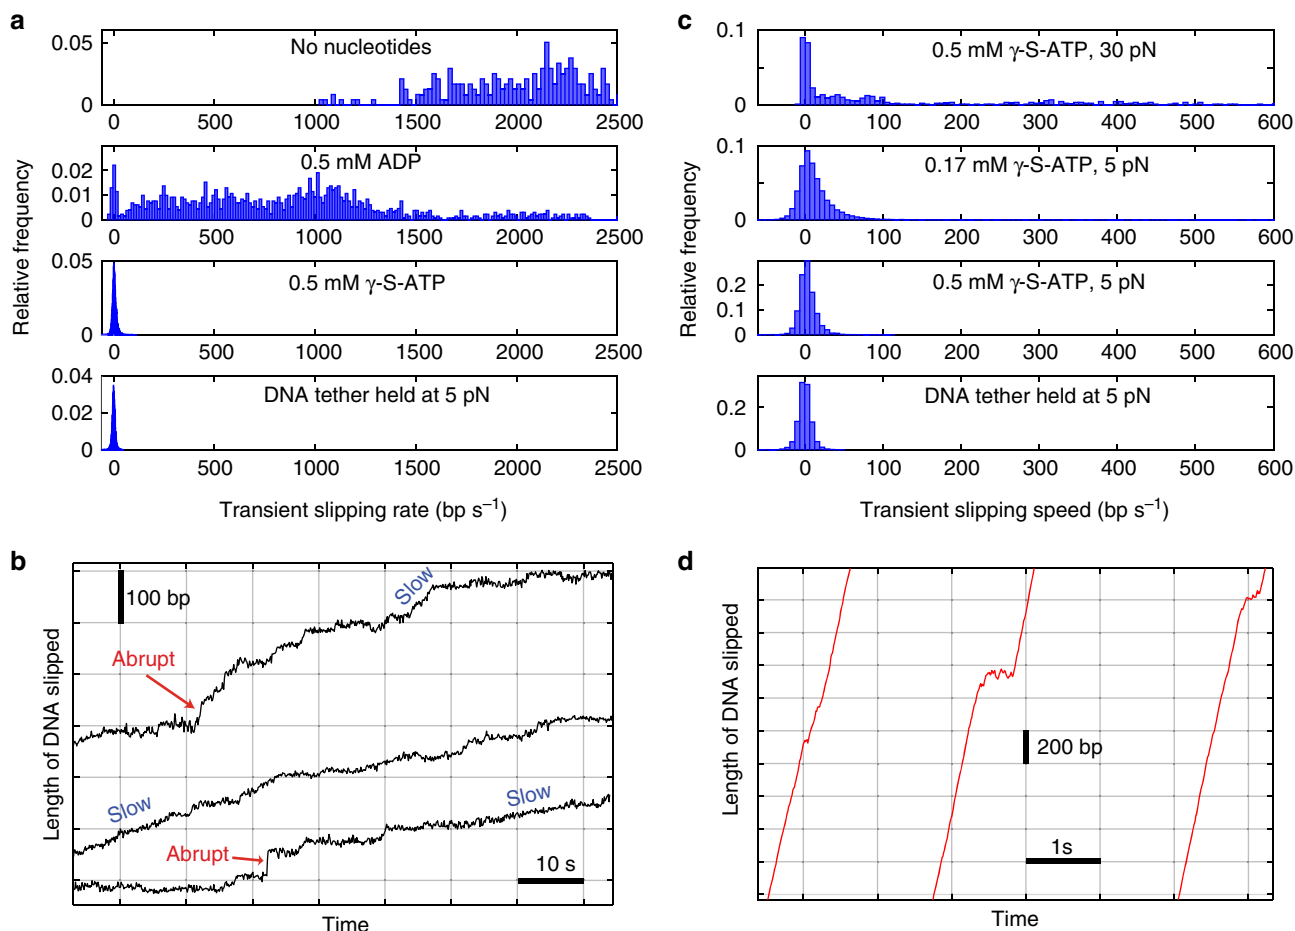 a
Relative frequency
0.05
0
No nucleotides
0 500 1000 1500 2000 2500
0.02
0.01
0
0.5 mM ADP
0 500 1000 1500 2000 2500
0.05
0
0.5 mM γ-S-ATP
0 500 1000 1500 2000 2500
0.04
0.02
0
DNA tether held at 5 pN
0 500 1000 1500 2000 2500
Transient slipping rate (bp s⁻¹)
c
Relative frequency
0.1
0
0.5 mM γ-S-ATP, 30 pN
0 100 200 300 400 500 600
0.1
0
0.17 mM γ-S-ATP, 5 pN
0 100 200 300 400 500 600
0.2
0.1
0
0.5 mM γ-S-ATP, 5 pN
0 100 200 300 400 500 600
0.2
0
DNA tether held at 5 pN
0 100 200 300 400 500 600
Transient slipping speed (bp s⁻¹)
b
Length of DNA slipped
100 bp
Slow
Abrupt
Slow
Slow
Abrupt
10 s
Time
d
Length of DNA slipped
200 bp
1s
Time